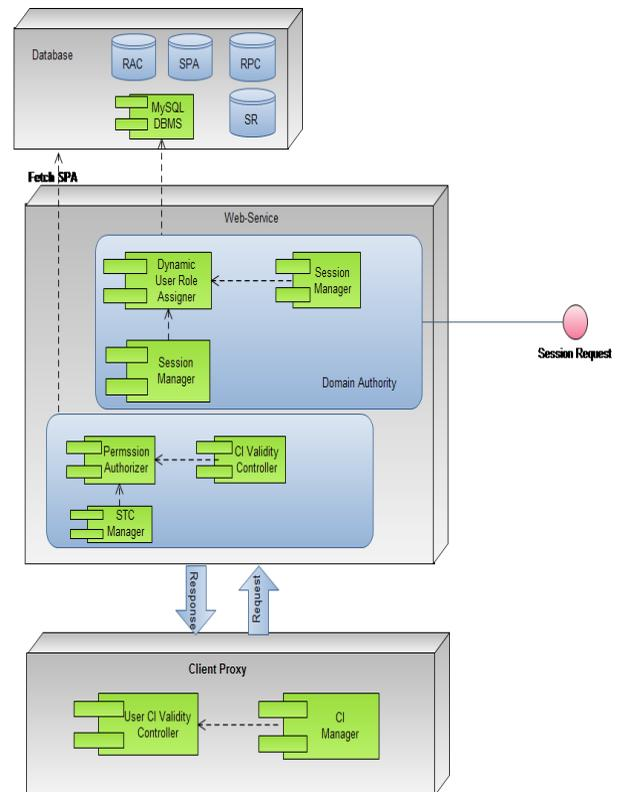 Database
RAC
SPA
RPC
MySQL
DBMS
SR
Fetch SPA
Web-Service
Dynamic
User Role
Assigner
Session
Manager
Session
Manager
Domain Authority
Session Request
Permssion
Authorizer
CI Validity
Controller
STC
Manager
Response
Request
Client Proxy
User CI Validity
Controller
CI
Manager